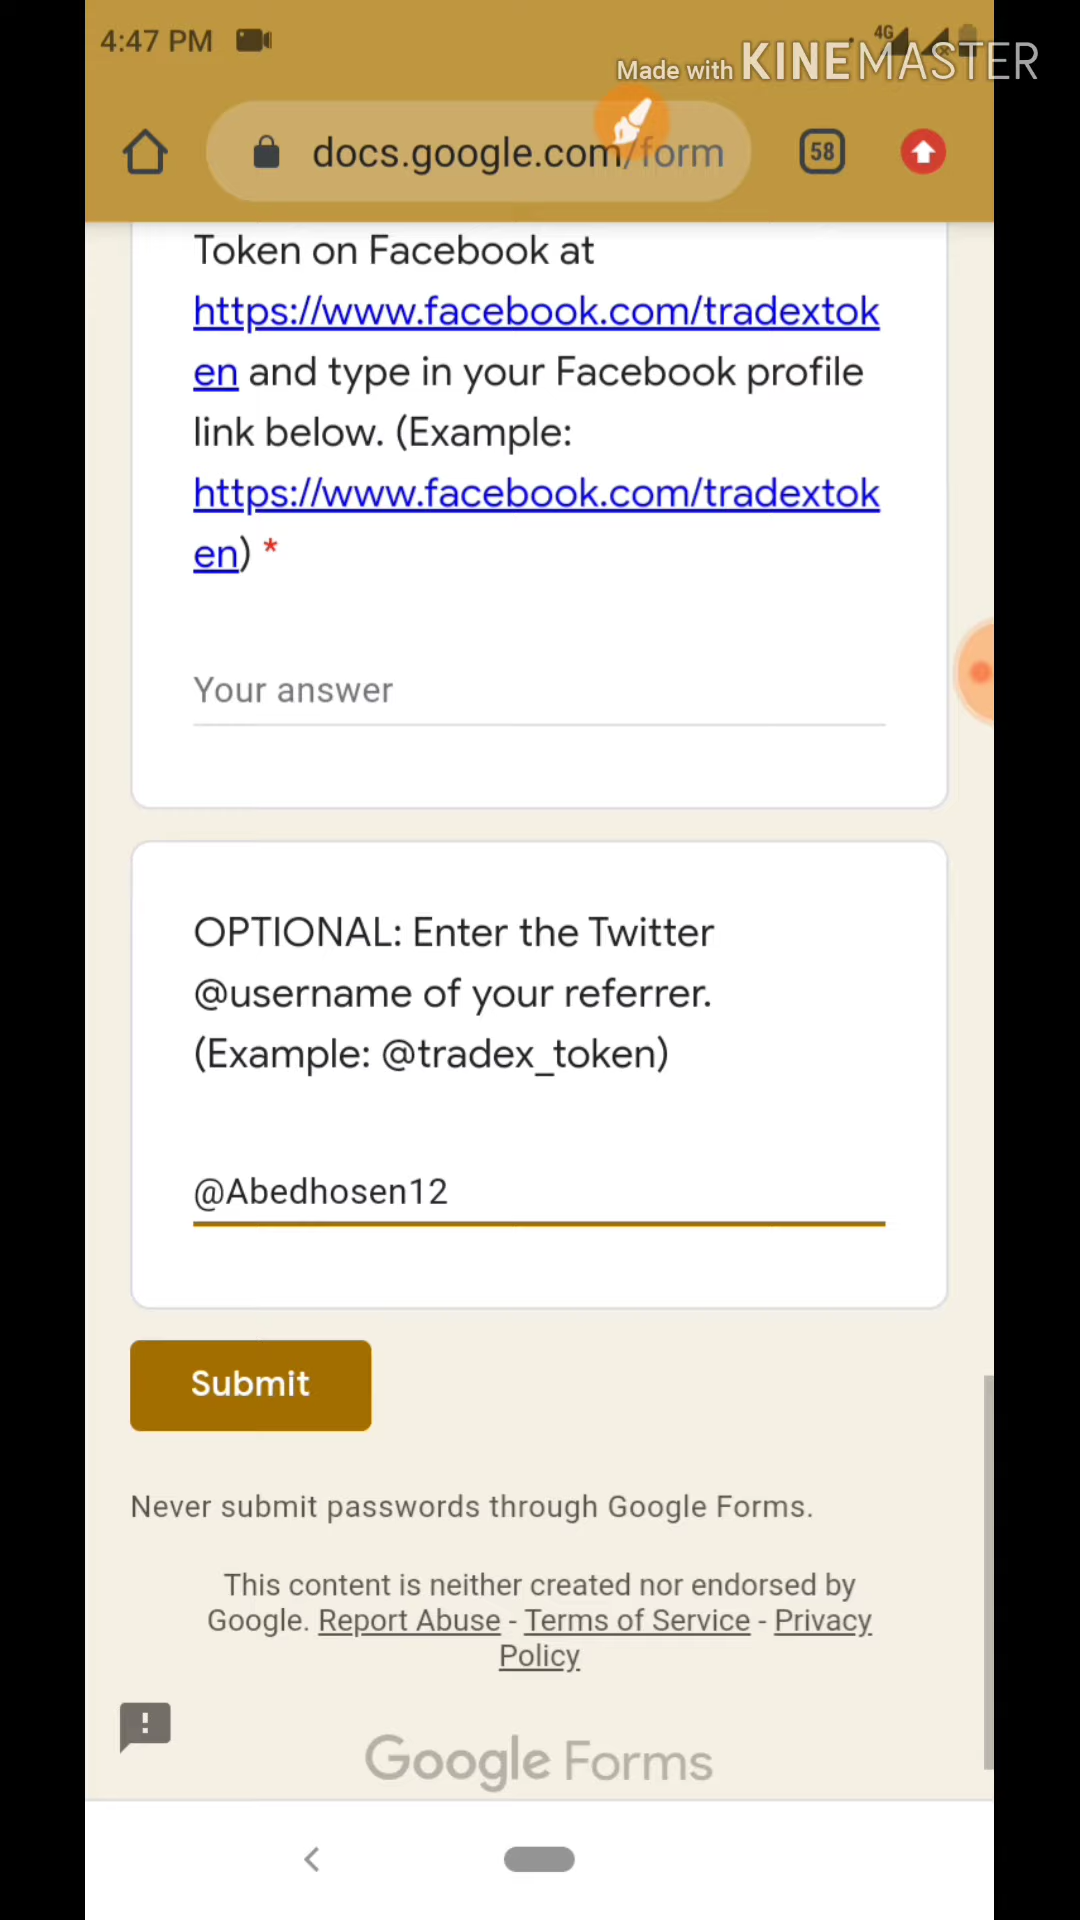 4:47 PM
4G
Made with KINEMASTER
docs.google.com/form
58
Token on Facebook at
https://www.facebook.com/tradextok
en and type in your Facebook profile
link below. (Example:
https://www.facebook.com/tradextok
en) *
Your answer
OPTIONAL: Enter the Twitter
@username of your referrer.
(Example: @tradex_token)
@Abedhosen12
Submit
Never submit passwords through Google Forms.
This content is neither created nor endorsed by
Google. Report Abuse - Terms of Service - Privacy
Policy
Google Forms